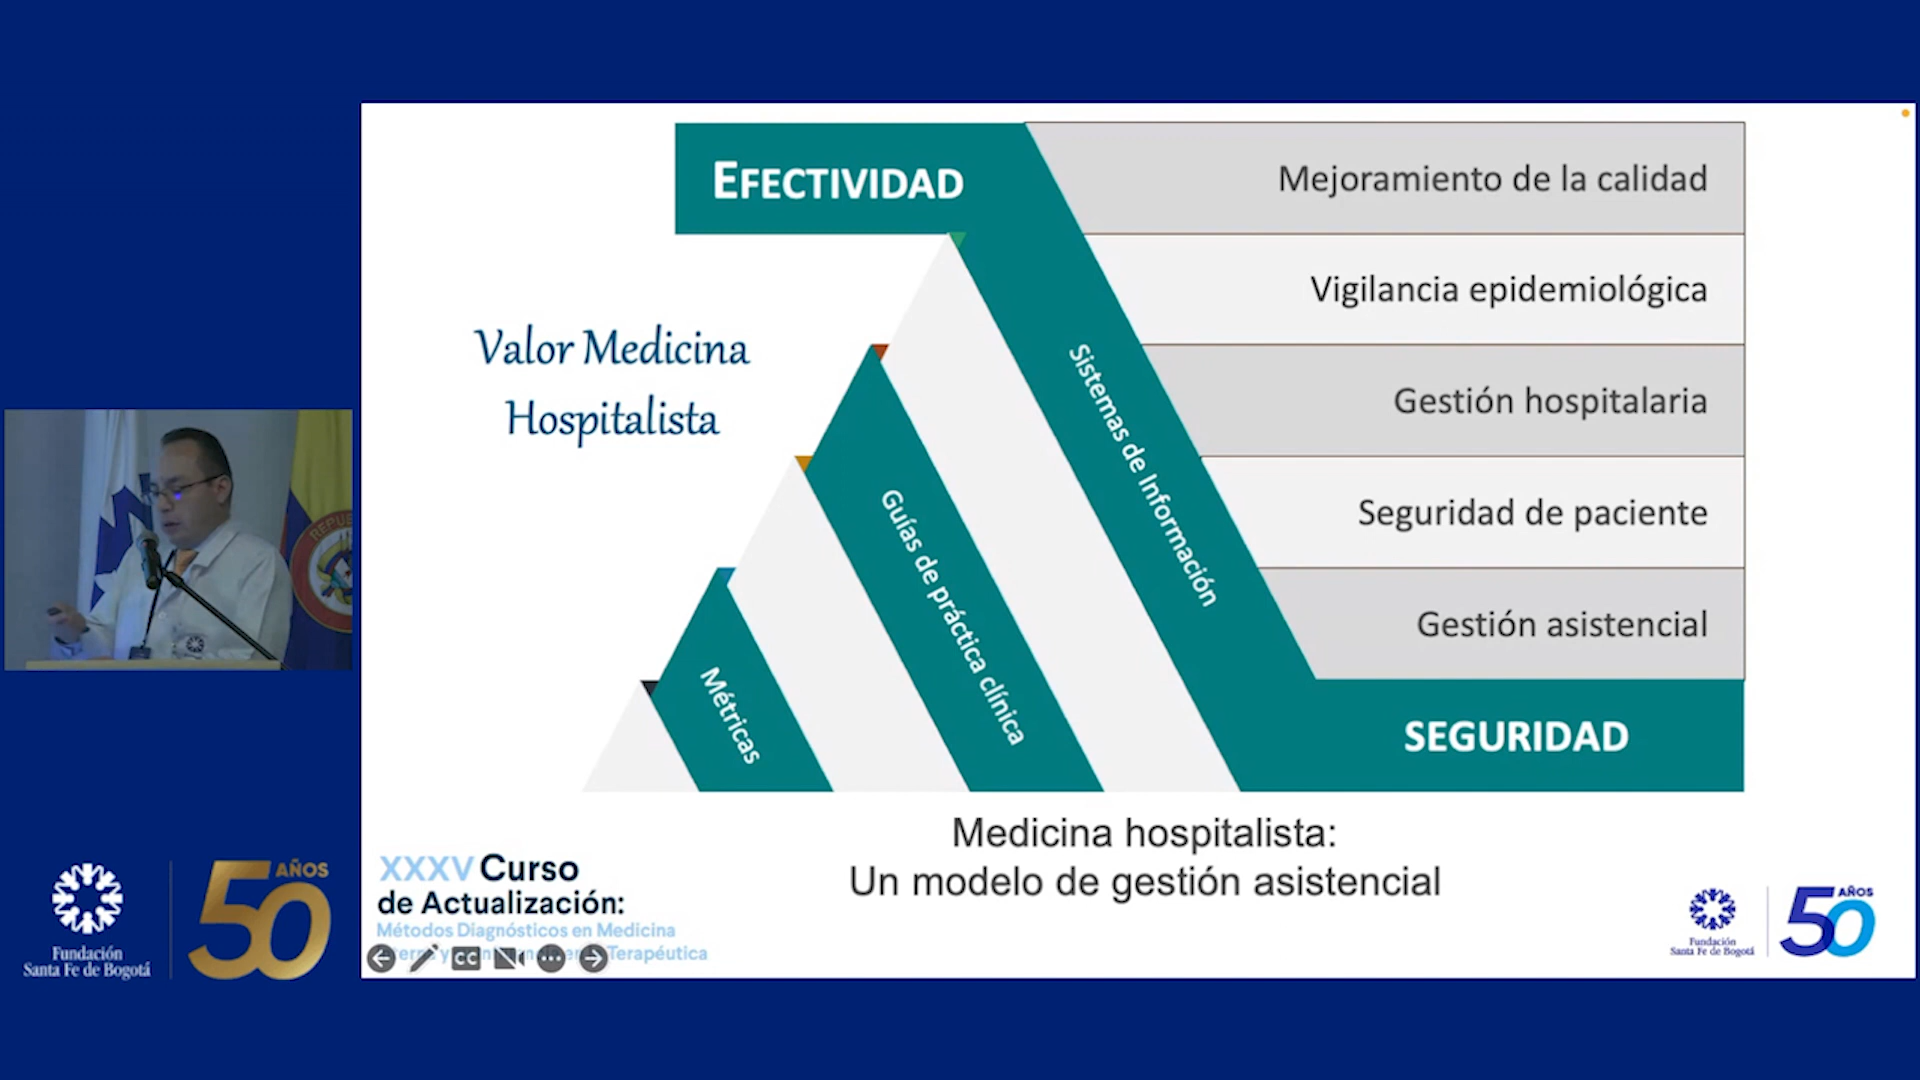 EFECTIVIDAD
Mejoramiento de la calidad
Vigilancia epidemiológica
Gestión hospitalaria
Seguridad de paciente
Gestión asistencial
SEGURIDAD
Valor Medicina
Hospitalista
Sistemas de Información
Guías de práctica clínica
Métricas
Medicina hospitalista:
Un modelo de gestión asistencial
XXXV Curso
de Actualización:
Métodos Diagnósticos en Medicina
Terapéutica
CC
Fundación
Santa Fe de Bogotá
50 AÑOS
Fundación
Santa Fe de Bogotá
50 AÑOS